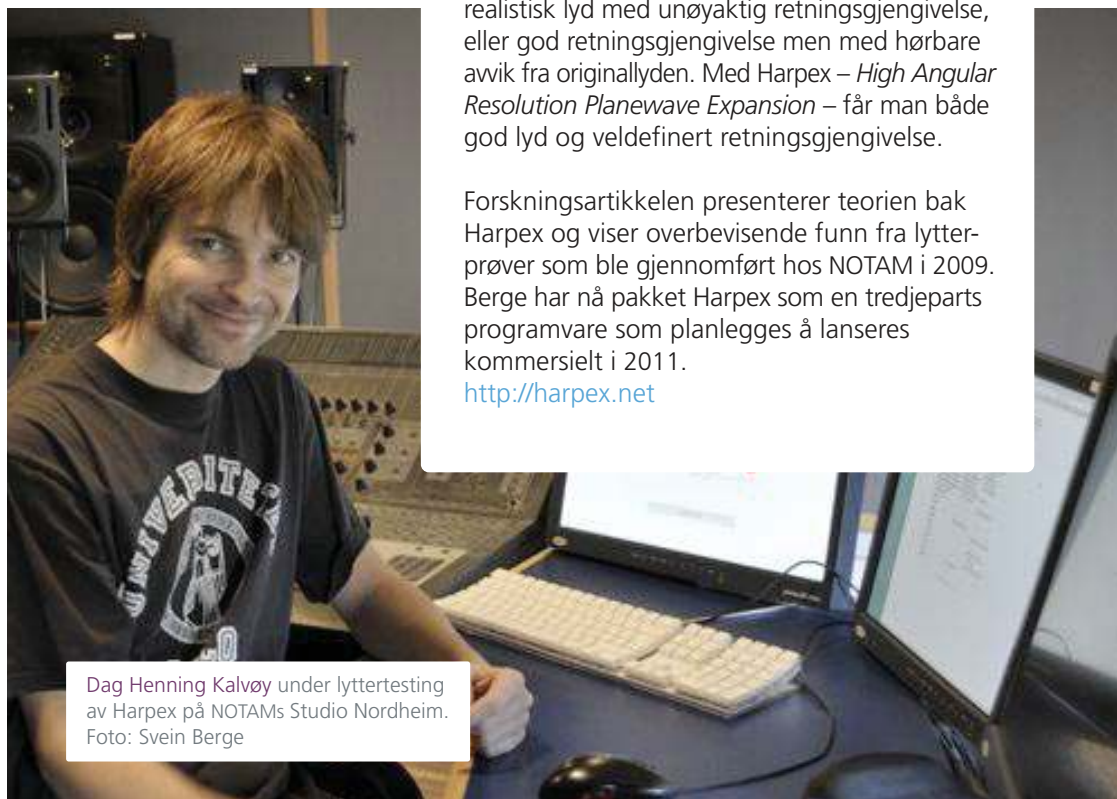 realistisk lyd med unøyaktig retningsgjengivelse,
eller god retningsgjengivelse men med hørbare
avvik fra originallyden. Med Harpex – High Angular
Resolution Planewave Expansion – får man både
god lyd og veldefinert retningsgjengivelse.
Forskningsartikkelen presenterer teorien bak
Harpex og viser overbevisende funn fra lytter-
prøver som ble gjennomført hos NOTAM i 2009.
Berge har nå pakket Harpex som en tredjeparts
programvare som planlegges å lanseres
kommersielt i 2011.
http://harpex.net
Dag Henning Kalvøy under lyttertesting
av Harpex på NOTAMs Studio Nordheim.
Foto: Svein Berge